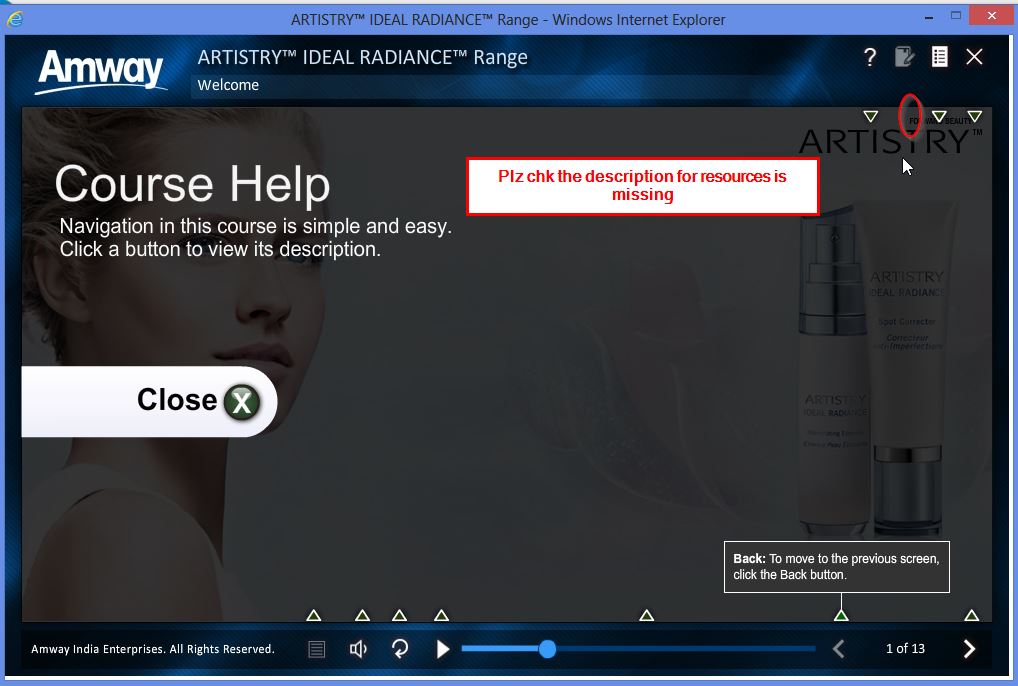 ARTISTRY™ IDEAL RADIANCE™ Range - Windows Internet Explorer
Amway
ARTISTRY™ IDEAL RADIANCE™ Range
Welcome
?
BEAUTY
ARTISTRY™
Plz chk the description for resources is
missing
Course Help
Navigation in this course is simple and easy.
Click a button to view its description.
ARTISTRY
IDEAL RADIANCE
Spot Corrector
Correcteur
Anti-Imperfections
Close X
ARTISTRY
IDEAL RADIANCE
Back: To move to the previous screen,
click the Back button.
Amway India Enterprises. All Rights Reserved.
1 of 13